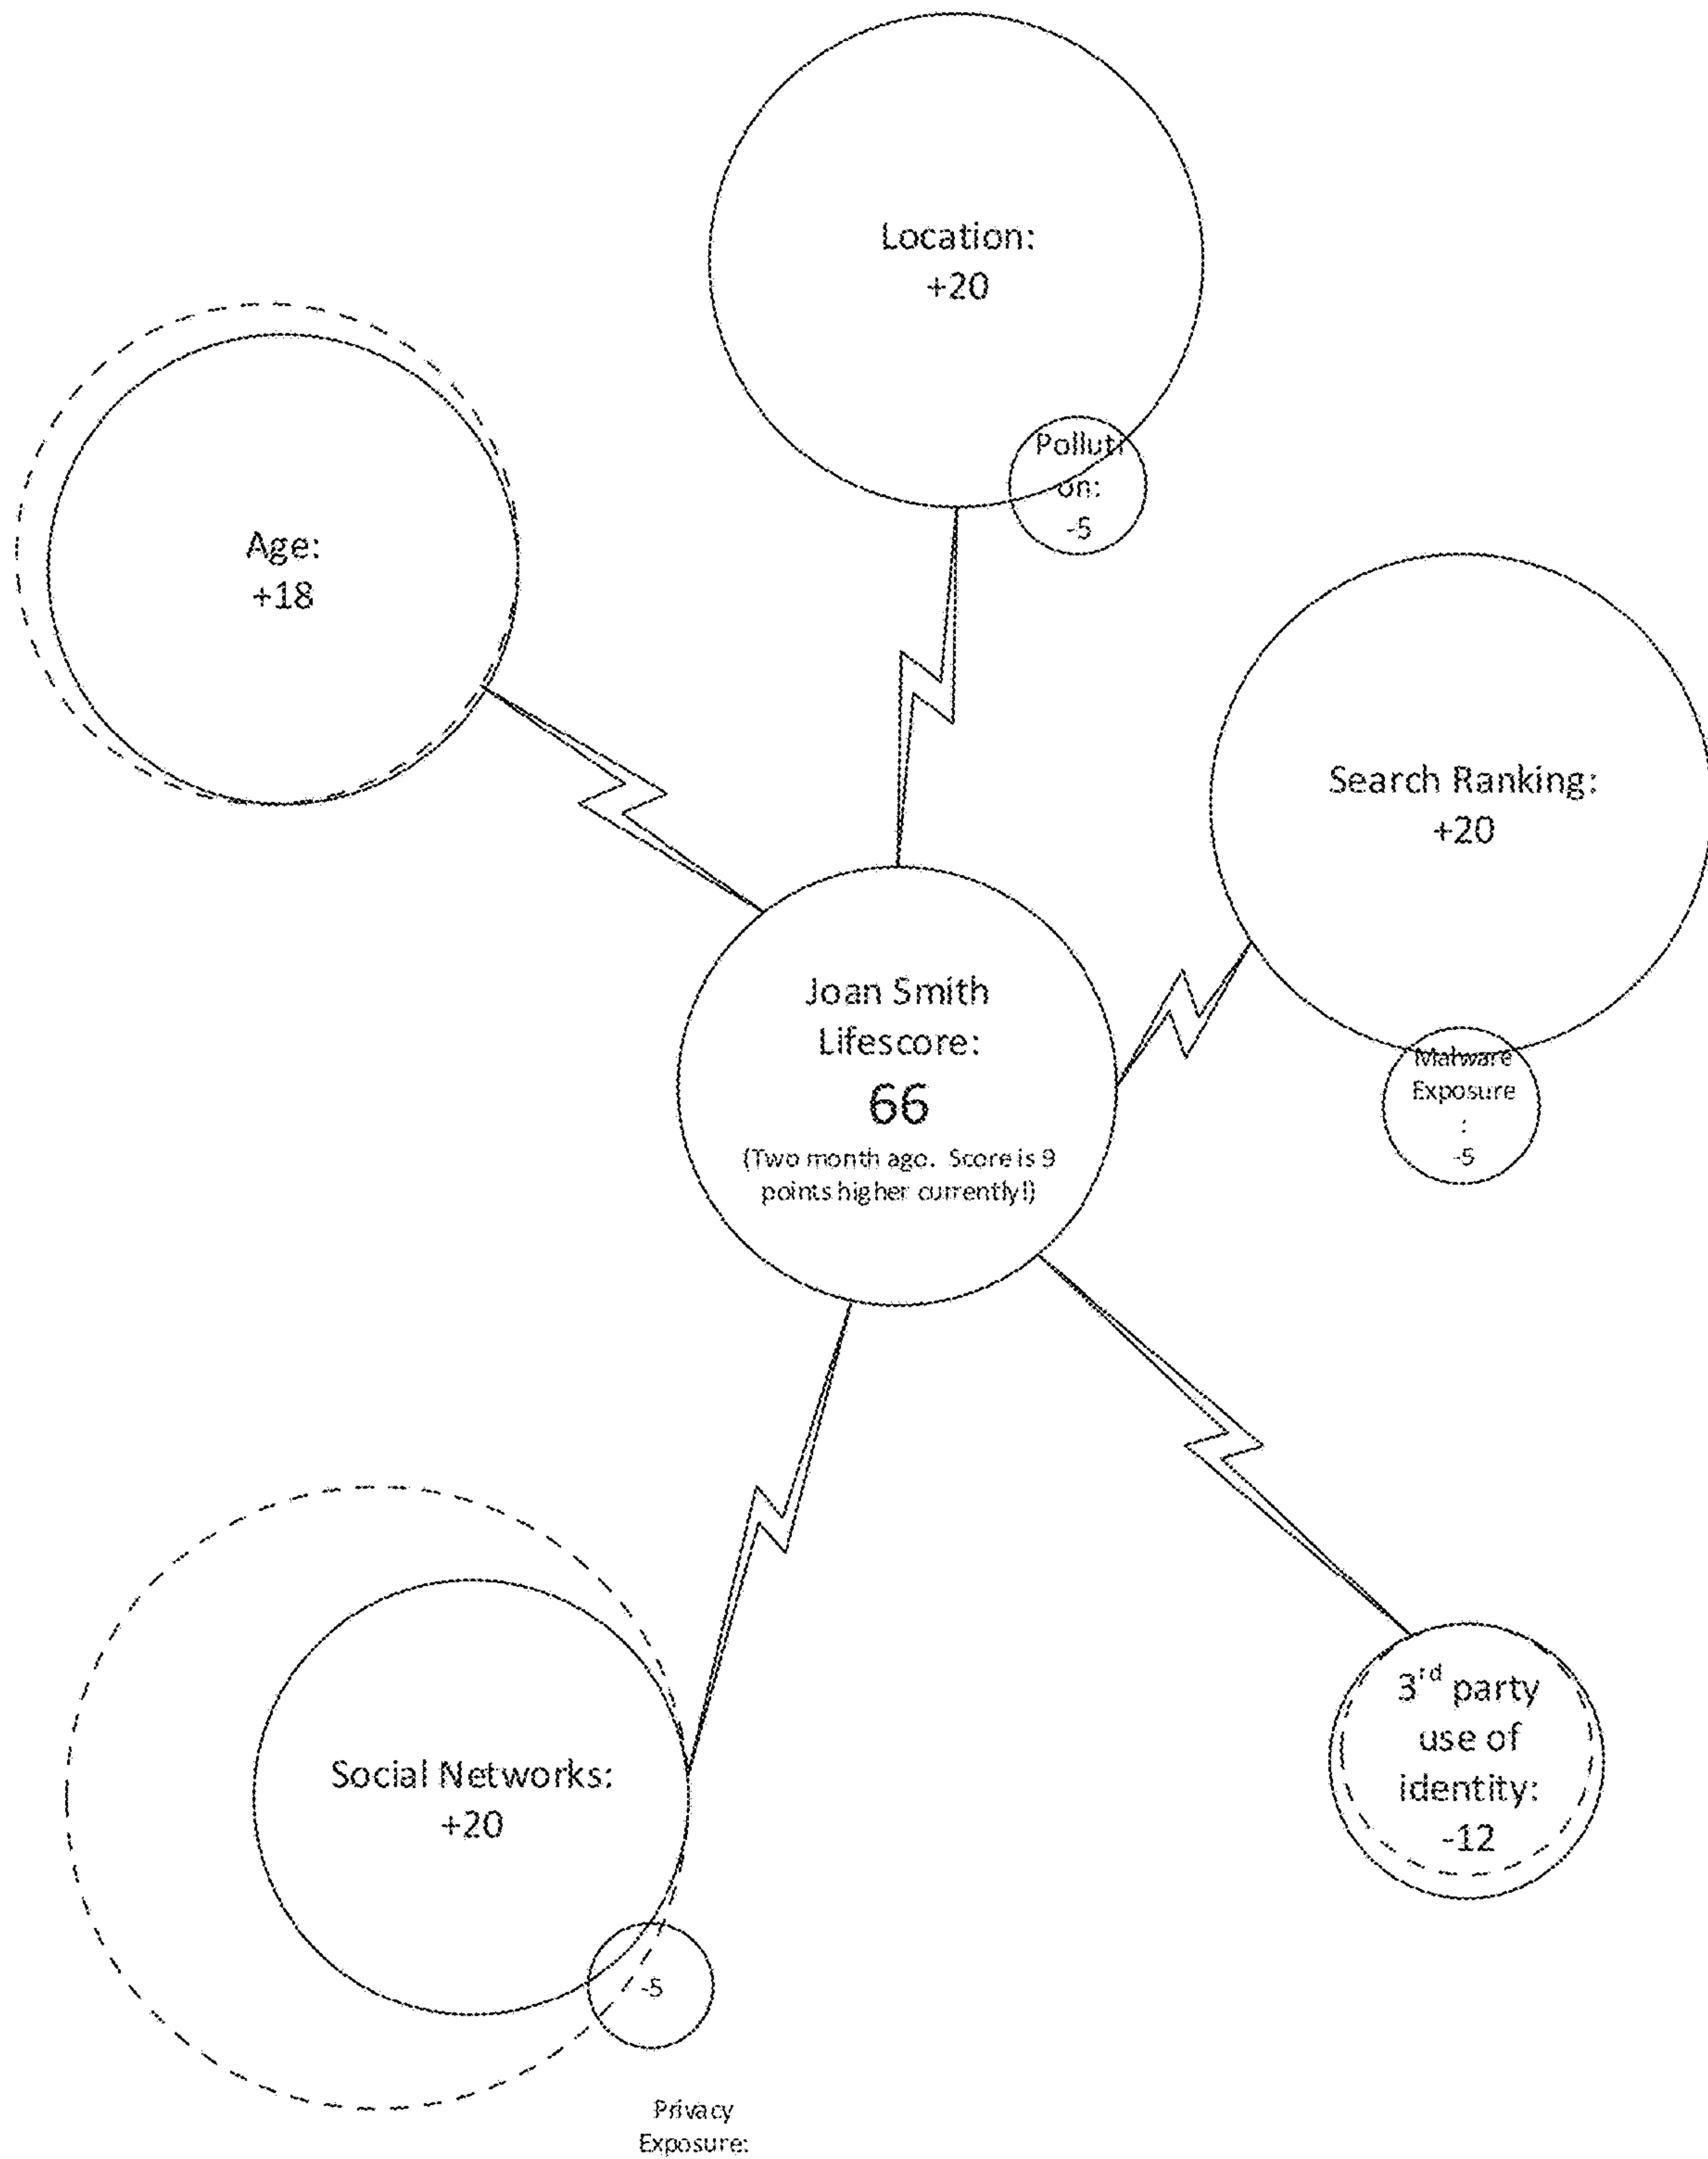 Location:
+20
Polluti
on:
-5
Age:
+18
Search Ranking:
+20
Malware
Exposure
:
-5
Joan Smith
Lifescore:
66
(Two month ago.  Score is 9
points higher currently!)
3rd party
use of
identity:
-12
Social Networks:
+20
-5
Privacy
Exposure: